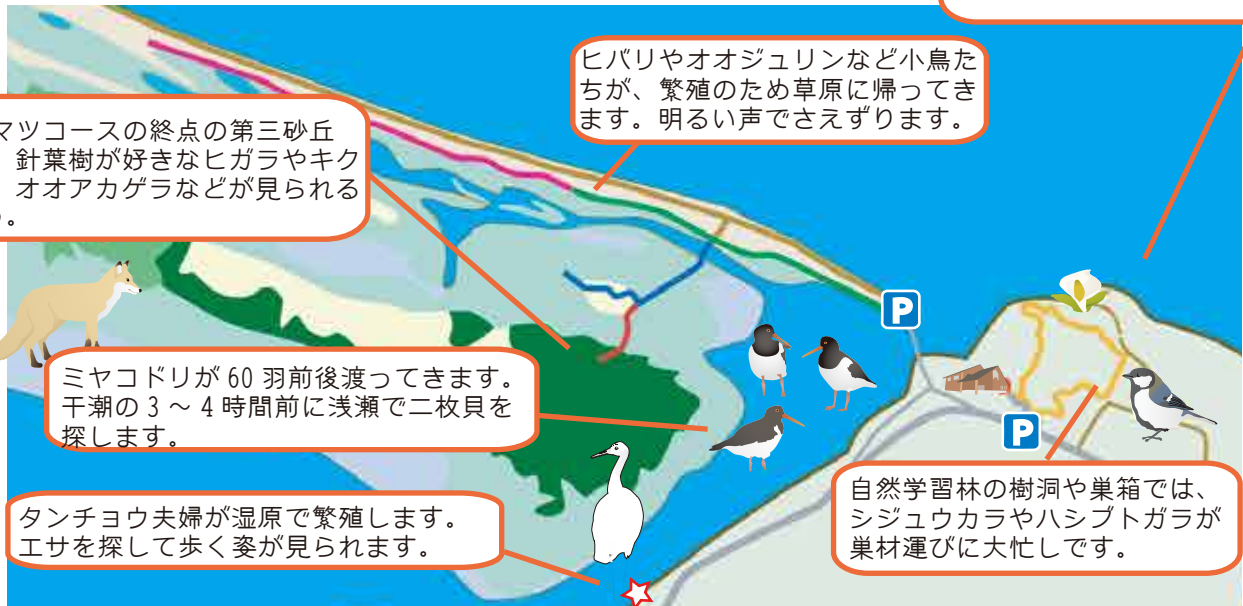 ヒバリやオオジュリンなど小鳥た
ちが、繁殖のため草原に帰ってき
ます。明るい声でさえずります。
マツコースの終点の第三砂丘
針葉樹が好きなヒガラやキク
オオアカゲラなどが見られる
。
P
ミヤコドリが 60 羽前後渡ってきます。
干潮の 3 ～ 4 時間前に浅瀬で二枚貝を
探します。
P
タンチョウ夫婦が湿原で繁殖します。
エサを探して歩く姿が見られます。
自然学習林の樹洞や巣箱では、
シジュウカラやハシブトガラが
巣材運びに大忙しです。